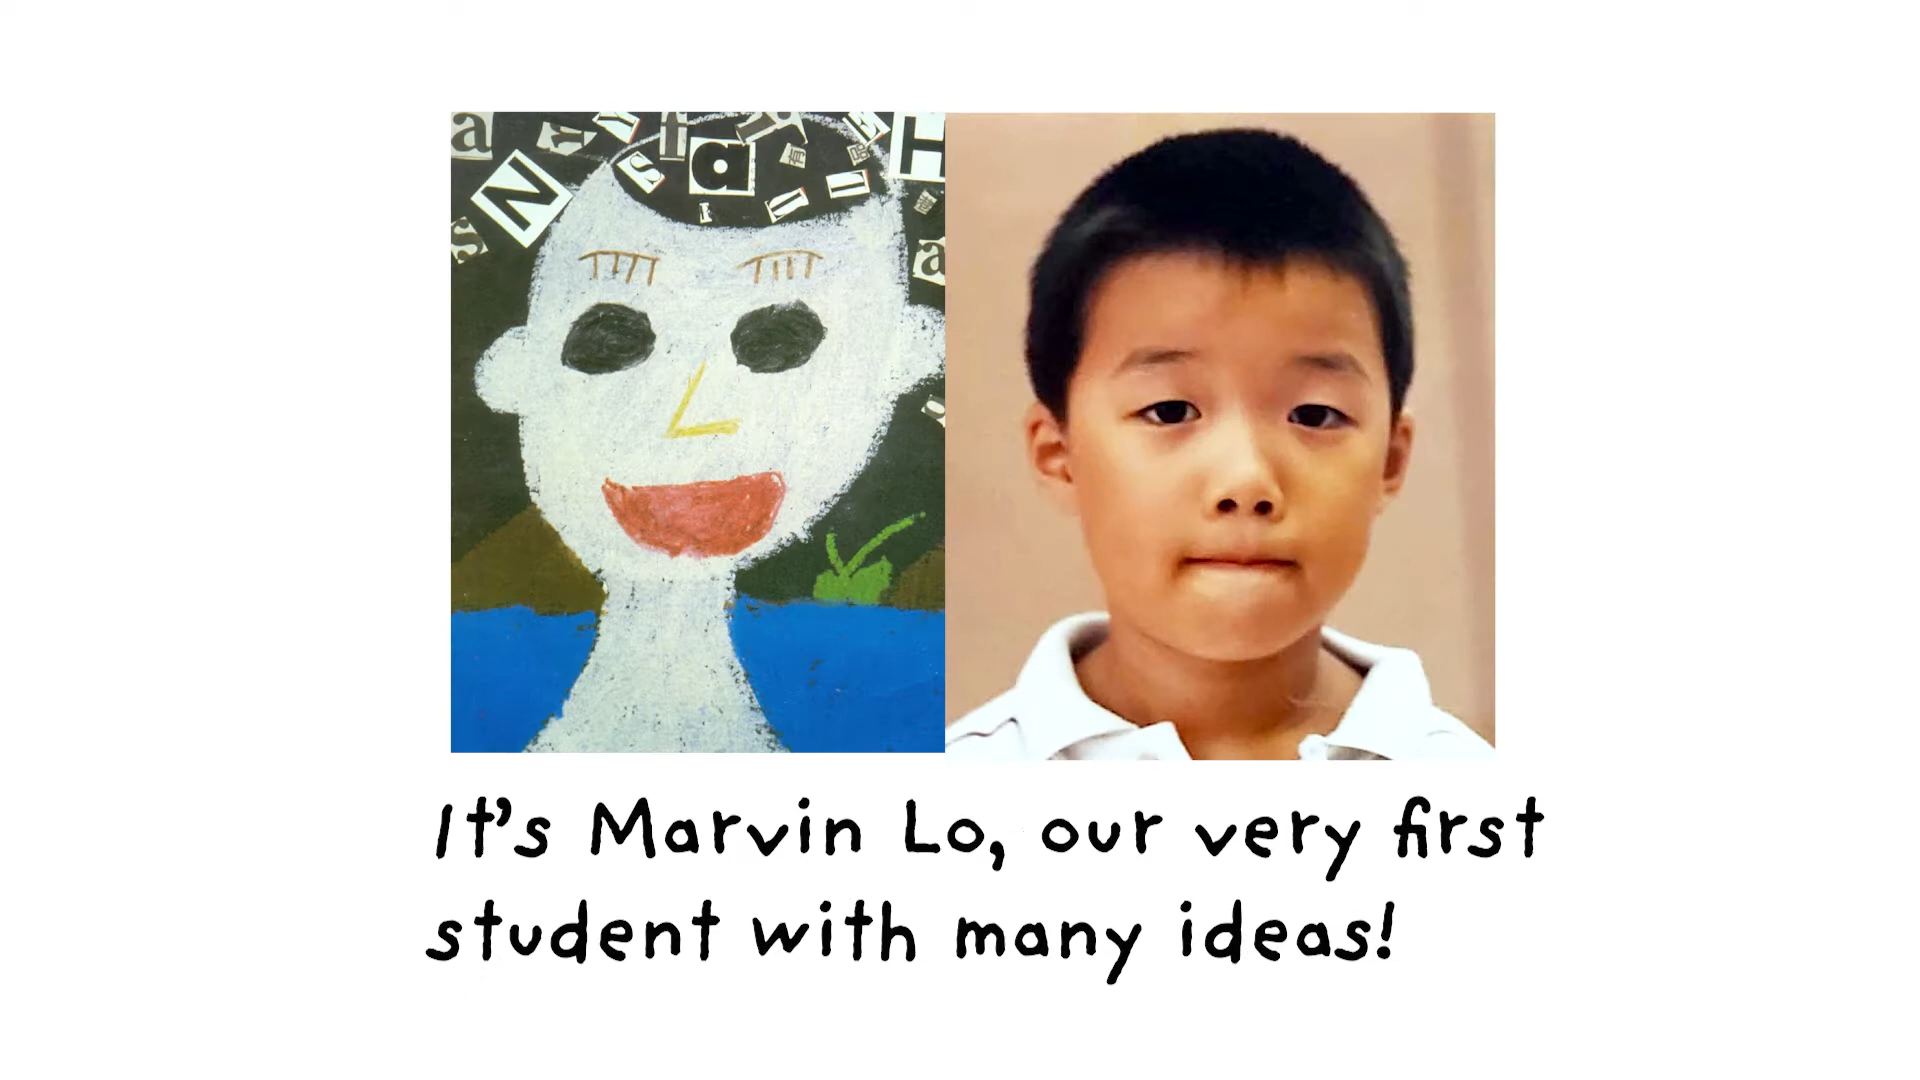 a
N
s
f
a
s
H
a
It's Marvin Lo, our very first
student with many ideas!